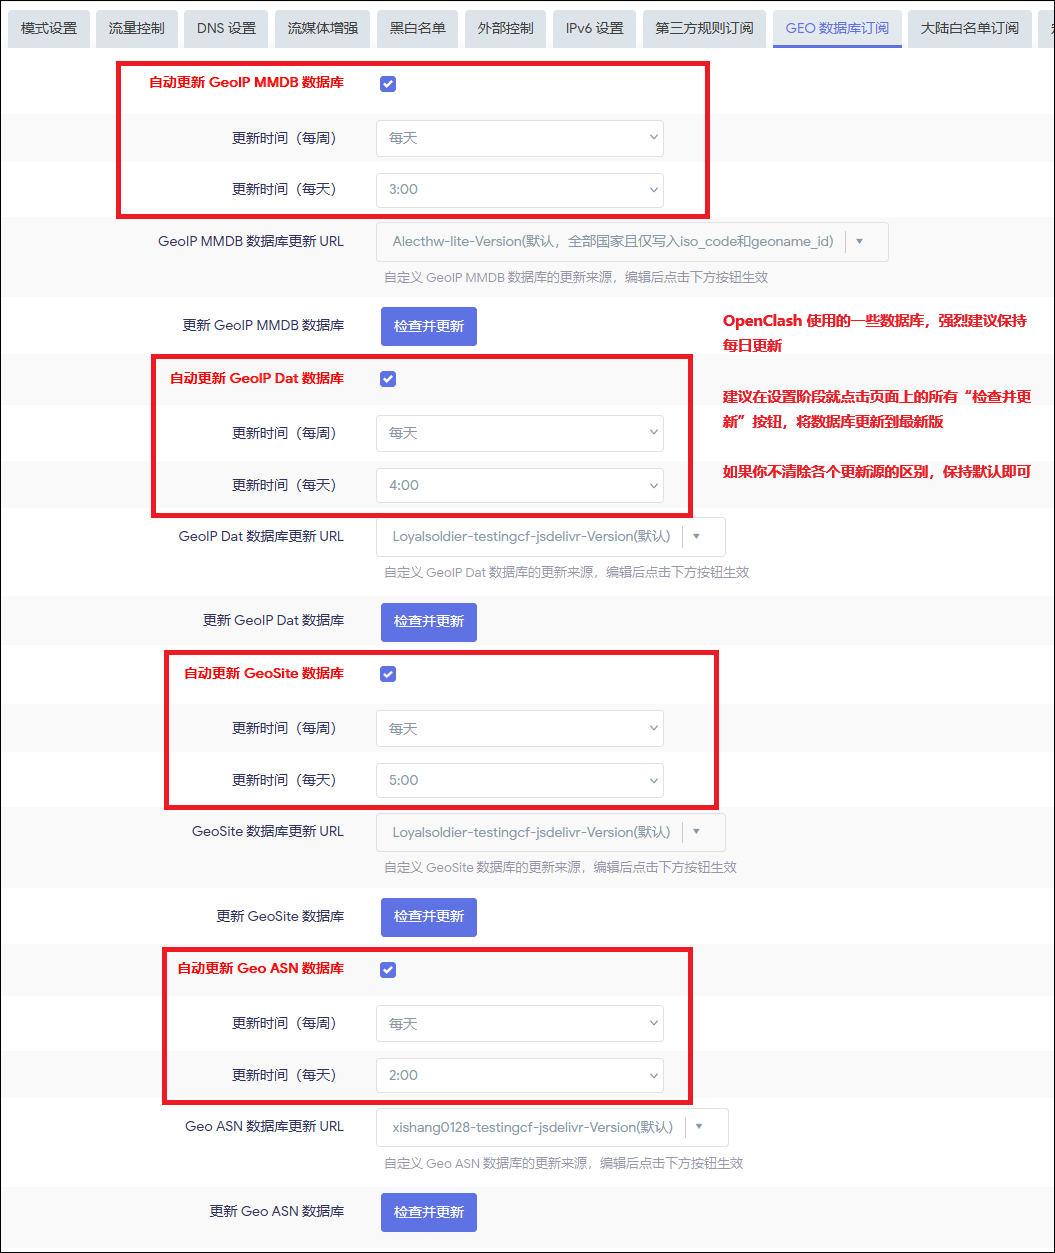 模式设置 流量控制 DNS 设置 流媒体增强 黑白名单 外部控制 IPv6 设置 第三方规则订阅 GEO 数据库订阅 大陆白名单订阅
自动更新 GeoIP MMDB 数据库
更新时间（每周） 每天
更新时间（每天） 3:00
GeoIP MMDB 数据库更新 URL Alecthw-lite-Version(默认，全部国家且仅写入iso_code和geoname_id)
自定义 GeoIP MMDB 数据库的更新来源，编辑后点击下方按钮生效
更新 GeoIP MMDB 数据库 检查并更新
OpenClash 使用的一些数据库，强烈建议保持
每日更新
自动更新 GeoIP Dat 数据库
建议在设置阶段就点击页面上的所有“检查并更
新”按钮，将数据库更新到最新版
更新时间（每周） 每天
如果你不清除各个更新源的区别，保持默认即可
更新时间（每天） 4:00
GeoIP Dat 数据库更新 URL Loyalsoldier-testingcf-jsdelivr-Version(默认)
自定义 GeoIP Dat 数据库的更新来源，编辑后点击下方按钮生效
更新 GeoIP Dat 数据库 检查并更新
自动更新 GeoSite 数据库
更新时间（每周） 每天
更新时间（每天） 5:00
GeoSite 数据库更新 URL Loyalsoldier-testingcf-jsdelivr-Version(默认)
自定义 GeoSite 数据库的更新来源，编辑后点击下方按钮生效
更新 GeoSite 数据库 检查并更新
自动更新 Geo ASN 数据库
更新时间（每周） 每天
更新时间（每天） 2:00
Geo ASN 数据库更新 URL xishang0128-testingcf-jsdelivr-Version(默认)
自定义 Geo ASN 数据库的更新来源，编辑后点击下方按钮生效
更新 Geo ASN 数据库 检查并更新